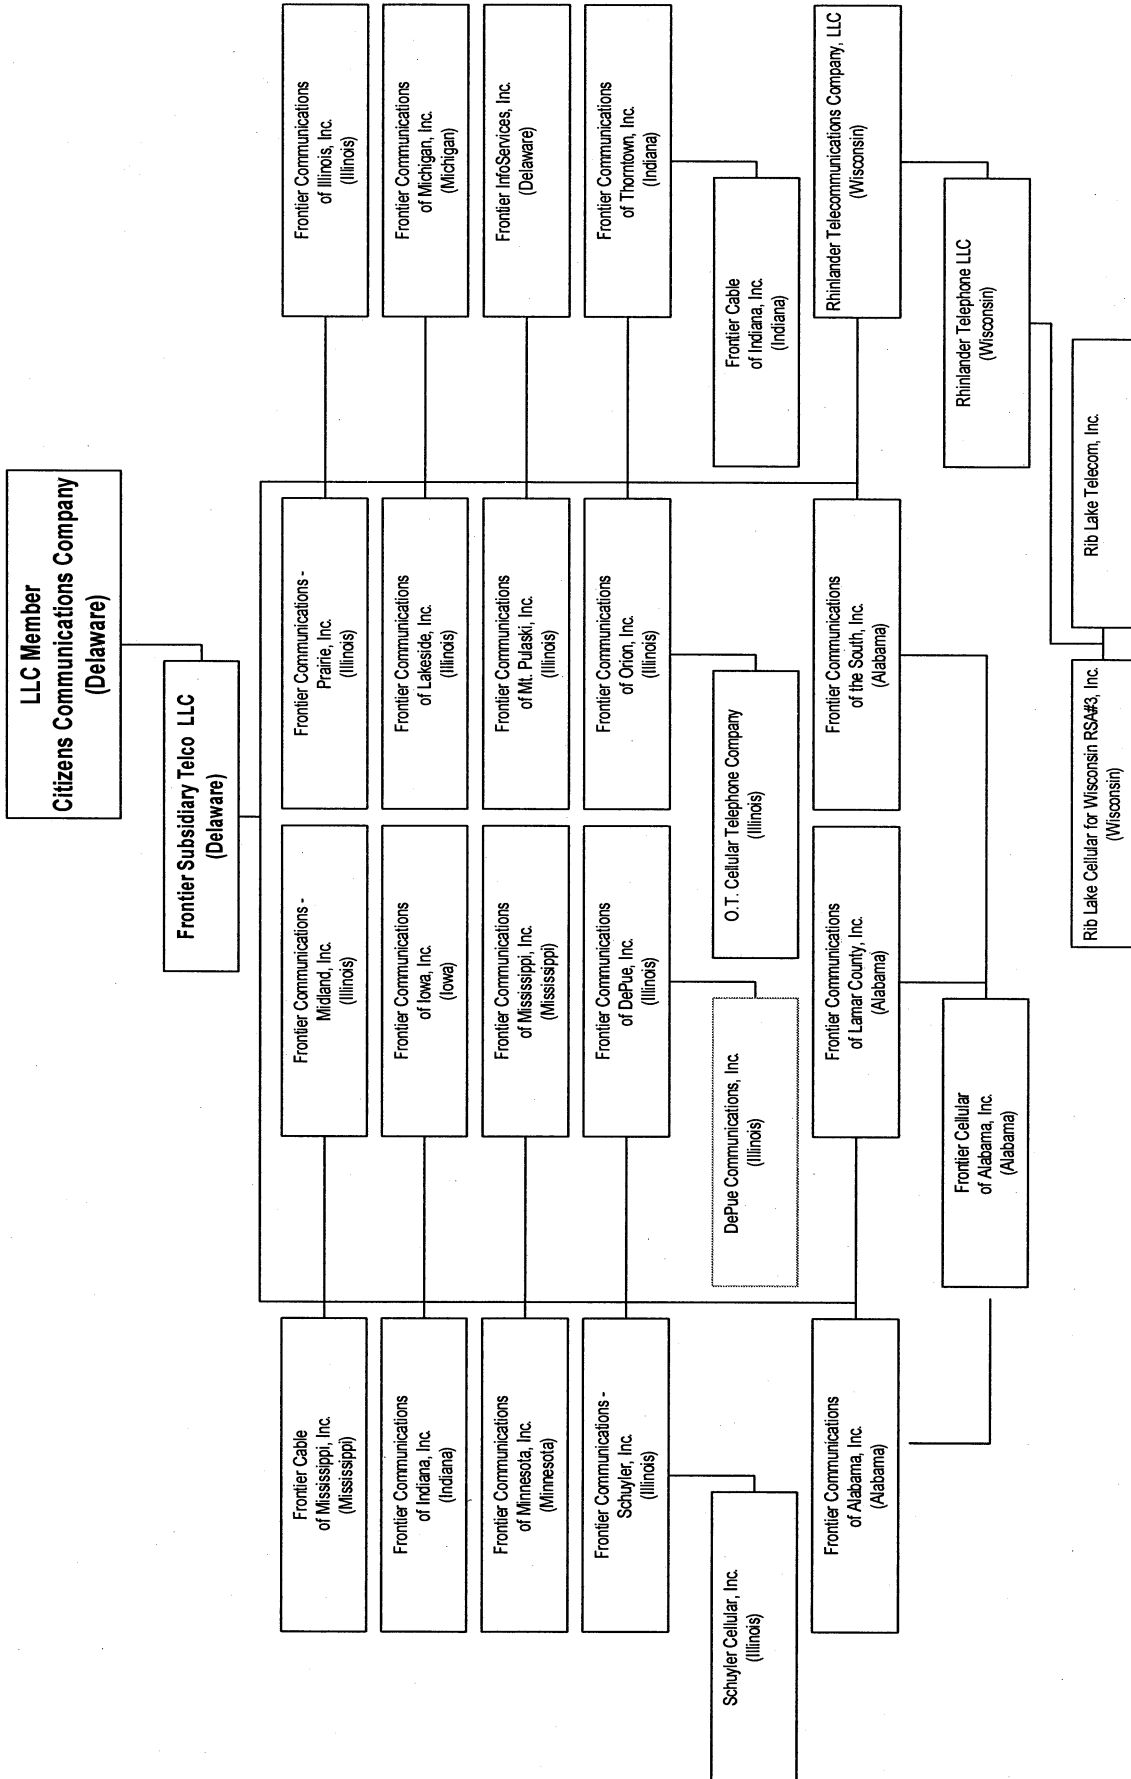 LLC Member
Citizens Communications Company
(Delaware)
Frontier Subsidiary Telco LLC
(Delaware)
Frontier Cable
of Mississippi, Inc.
(Mississippi)
Frontier Communications -
Midland, Inc.
(Illinois)
Frontier Communications -
Prairie, Inc.
(Illinois)
Frontier Communications
of Illinois, Inc.
(Illinois)
Frontier Communications
of Indiana, Inc.
(Indiana)
Frontier Communications
of Iowa, Inc
(Iowa)
Frontier Communications
of Lakeside, Inc.
(Illinois)
Frontier Communications
of Michigan, Inc.
(Michigan)
Frontier Communications
of Minnesota, Inc.
(Minnesota)
Frontier Communications
of Mississippi, Inc.
(Mississippi)
Frontier Communications
of Mt. Pulaski, Inc.
(Illinois)
Frontier InfoServices, Inc.
(Delaware)
Frontier Communications -
Schuyler, Inc.
(Illinois)
Frontier Communications
of DePue, Inc.
(Illinois)
Frontier Communications
of Orion, Inc.
(Illinois)
Frontier Communications
of Thorntown, Inc.
(Indiana)
Schuyler Cellular, Inc.
(Illinois)
DePue Communications, Inc.
(Illinois)
O.T. Cellular Telephone Company
(Illinois)
Frontier Cable
of Indiana, Inc.
(Indiana)
Frontier Communications
of Alabama, Inc.
(Alabama)
Frontier Communications
of Lamar County, Inc.
(Alabama)
Frontier Communications
of the South, Inc.
(Alabama)
Rhinlander Telecommunications Company, LLC
(Wisconsin)
Frontier Cellular
of Alabama, Inc.
(Alabama)
Rhinlander Telephone LLC
(Wisconsin)
Rib Lake Cellular for Wisconsin RSA#3, Inc.
(Wisconsin)
Rib Lake Telecom, Inc.